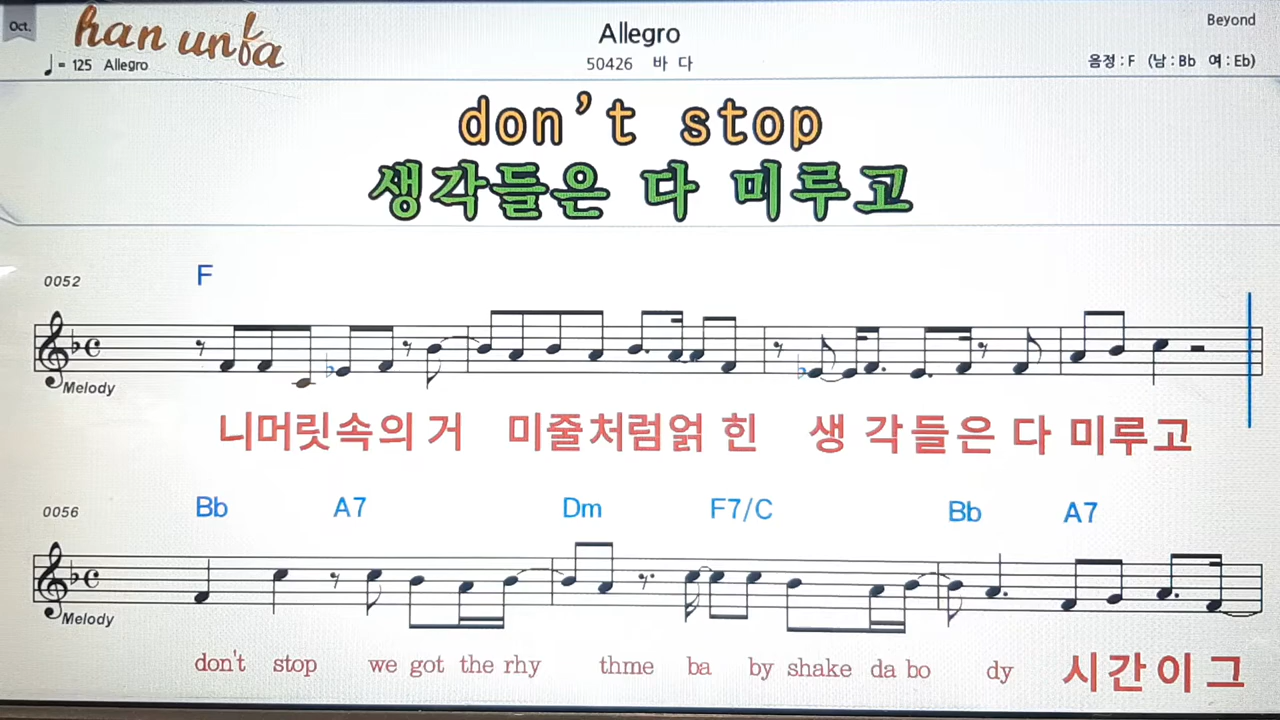 Oct.
han unfa
Allegro
Beyond
♩= 125 Allegro
50426 바 다
음정 : F (남 : Bb 여 : Eb)
don't stop
생각들은 다 미루고
0052
F
Melody
니머릿속의 거 미줄처럼얽 힌 생 각들은 다 미루고
0056
Bb A7 Dm F7/C Bb A7
Melody
don't stop we got the rhy thme ba by shake da bo dy 시간이 그